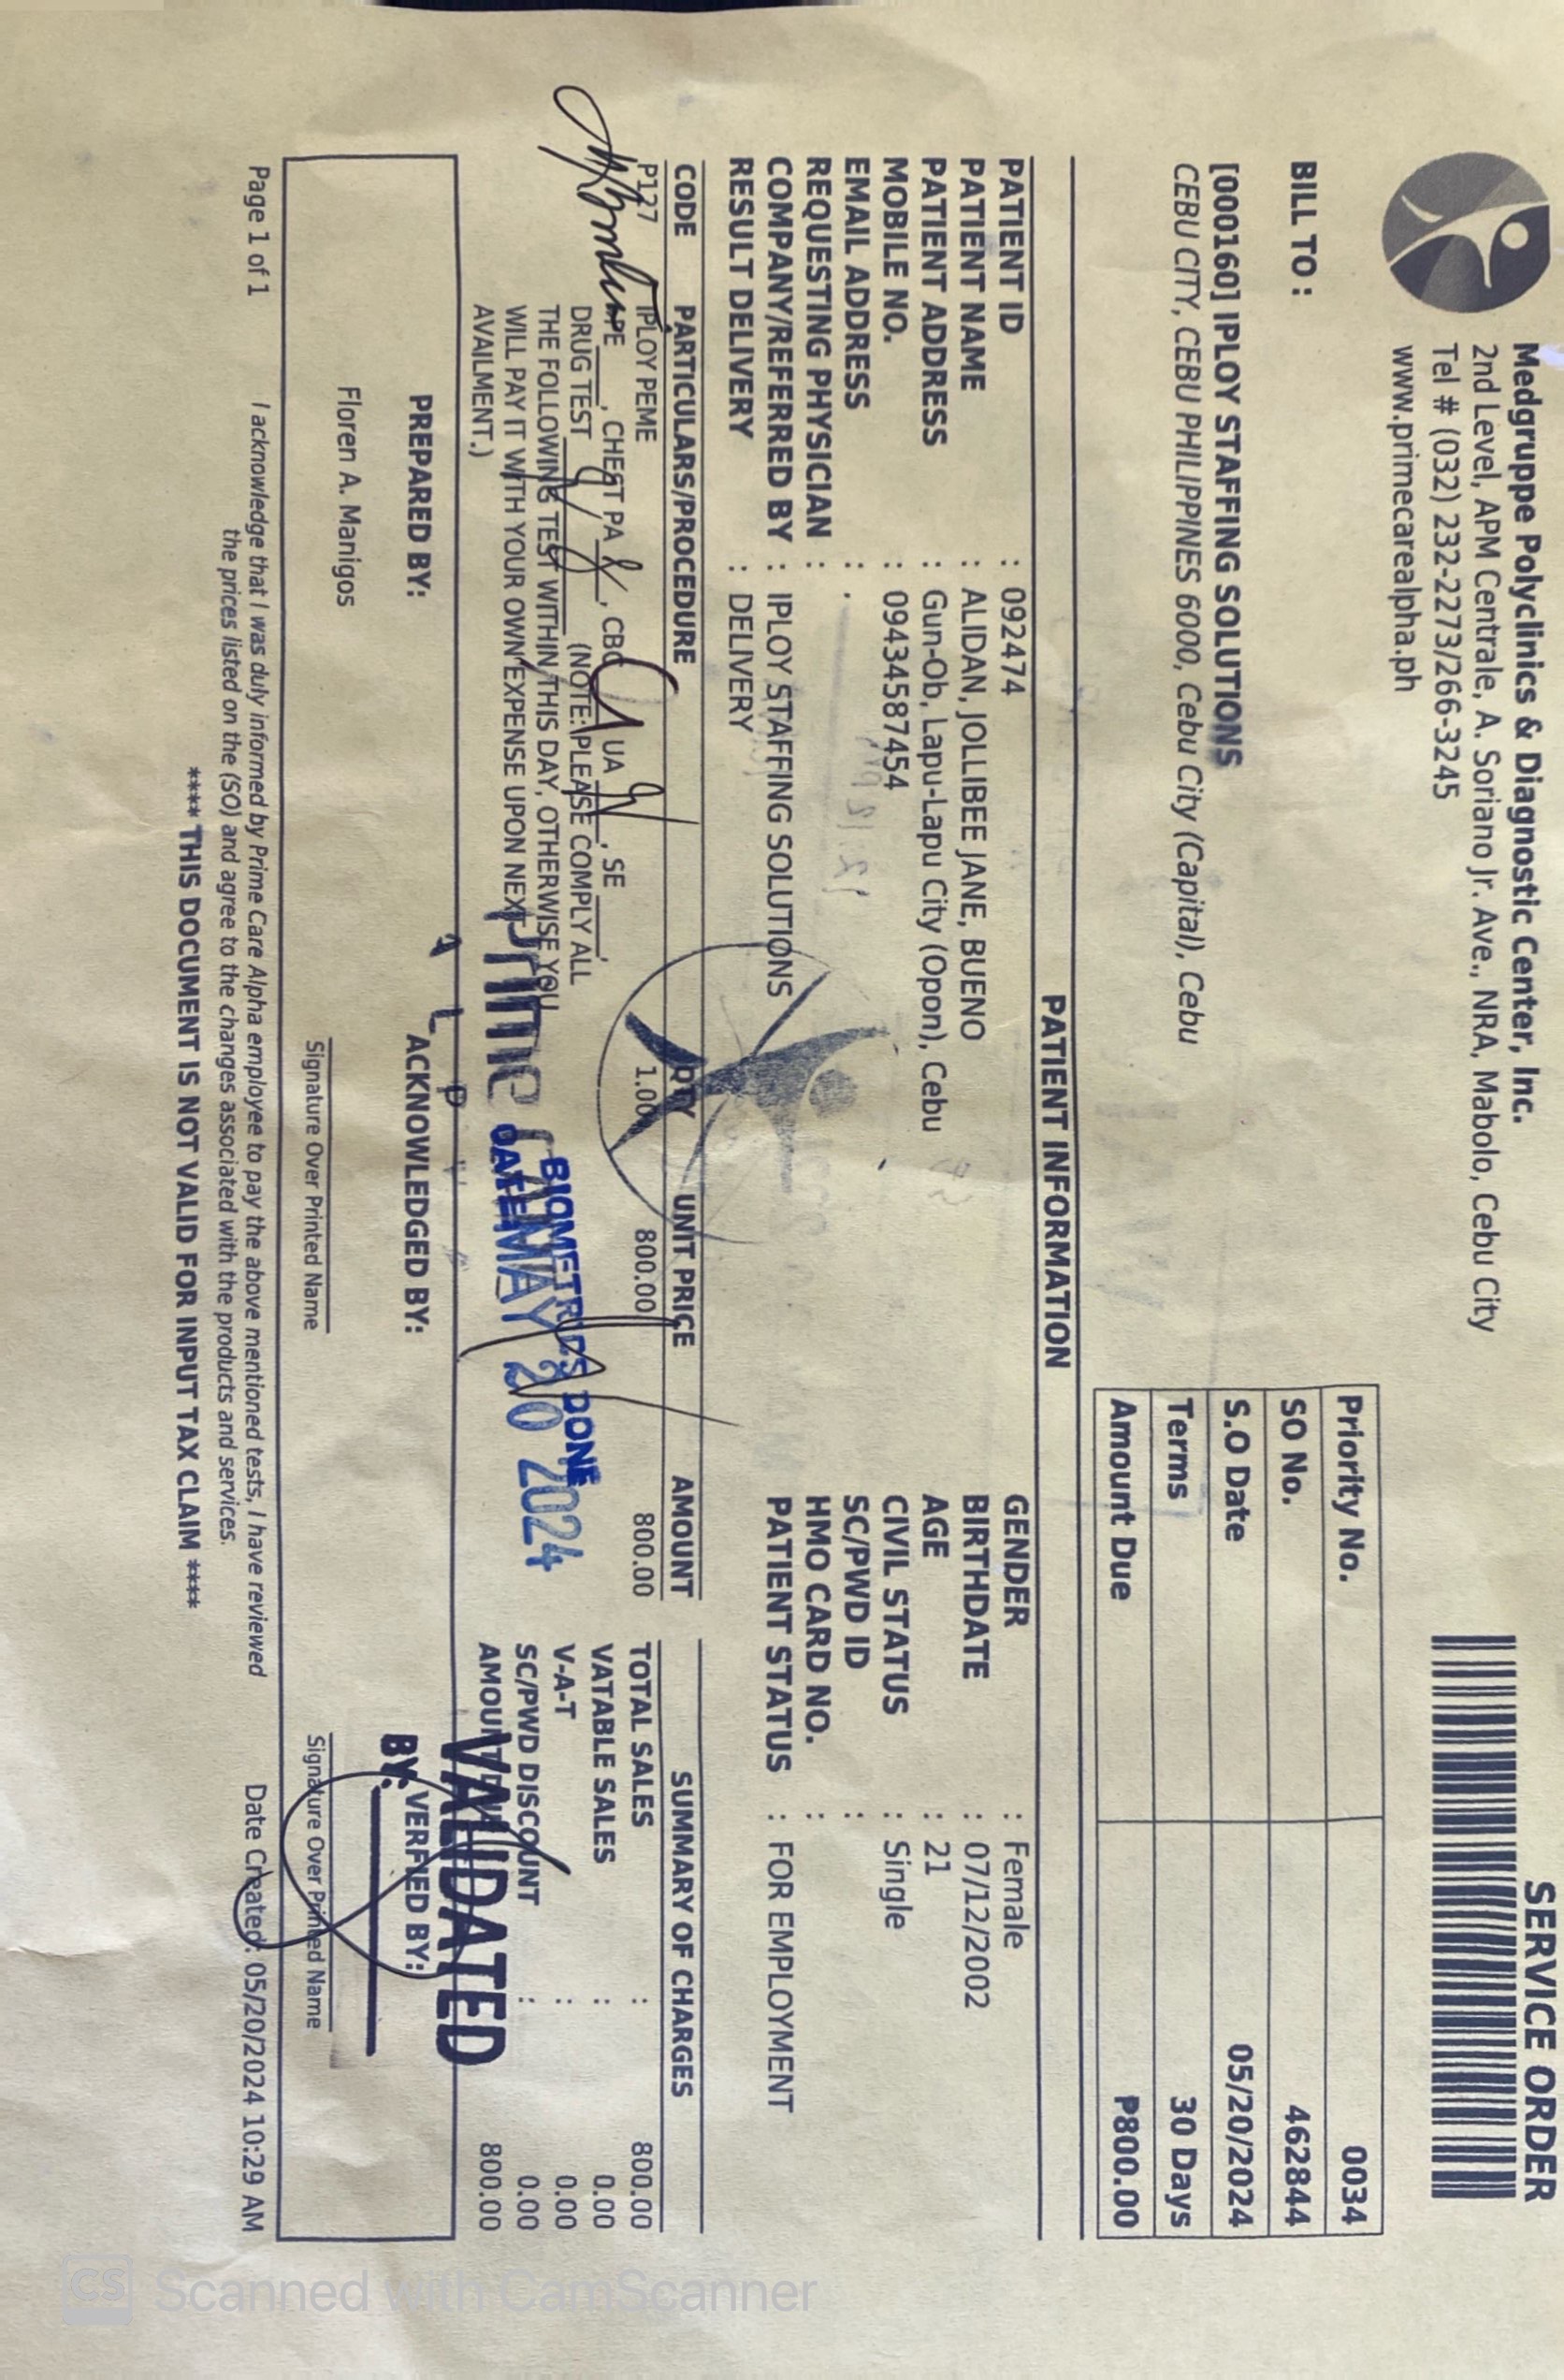 SERVICE ORDER
Medgruppe Polyclinics & Diagnostic Center, Inc.
2nd Level, APM Centrale, A. Soriano Jr. Ave., NRA, Mabolo, Cebu City
Tel # (032) 232-2273/266-3245
www.primecarealpha.ph
BILL TO :
[000160] IPLOY STAFFING SOLUTIONS
CEBU CITY, CEBU PHILIPPINES 6000, Cebu City (Capital), Cebu
Priority No. 0034
SO No. 462844
S.O Date 05/20/2024
Terms 30 Days
Amount Due ₱800.00
PATIENT INFORMATION
PATIENT ID : 092474
PATIENT NAME : ALIDAN, JOLLIBEE JANE, BUENO
PATIENT ADDRESS : Gun-Ob, Lapu-Lapu City (Opon), Cebu
MOBILE NO. : 09434587454
EMAIL ADDRESS : .
REQUESTING PHYSICIAN :
COMPANY/REFERRED BY : IPLOY STAFFING SOLUTIONS
RESULT DELIVERY : DELIVERY
GENDER : Female
BIRTHDATE : 07/12/2002
AGE : 21
CIVIL STATUS : Single
SC/PWD ID :
HMO CARD NO. :
PATIENT STATUS : FOR EMPLOYMENT
CODE PARTICULARS/PROCEDURE QTY UNIT PRICE AMOUNT
P127 IPLOY PEME 1.00 800.00 800.00
PE ____, CHEST PA ____, CBC ____, UA ____, SE ____,
DRUG TEST ____ (NOTE: PLEASE COMPLY ALL
THE FOLLOWING TEST WITHIN THIS DAY, OTHERWISE YOU
WILL PAY IT WITH YOUR OWN EXPENSE UPON NEXT
AVAILMENT.)
Prime
BIOMETRICS DONE
DATE: MAY 20 2024
SUMMARY OF CHARGES
TOTAL SALES : 800.00
VATABLE SALES : 0.00
V-A-T : 0.00
SC/PWD DISCOUNT : 0.00
AMOUNT DUE 800.00
VALIDATED
BY:
PREPARED BY:
Floren A. Manigos
ACKNOWLEDGED BY:
Signature Over Printed Name
VERFIED BY:
Signature Over Printed Name
Page 1 of 1
I acknowledge that I was duly informed by Prime Care Alpha employee to pay the above mentioned tests, I have reviewed
the prices listed on the (SO) and agree to the changes associated with the products and services.
Date Created: 05/20/2024 10:29 AM
**** THIS DOCUMENT IS NOT VALID FOR INPUT TAX CLAIM ****
CS Scanned with CamScanner